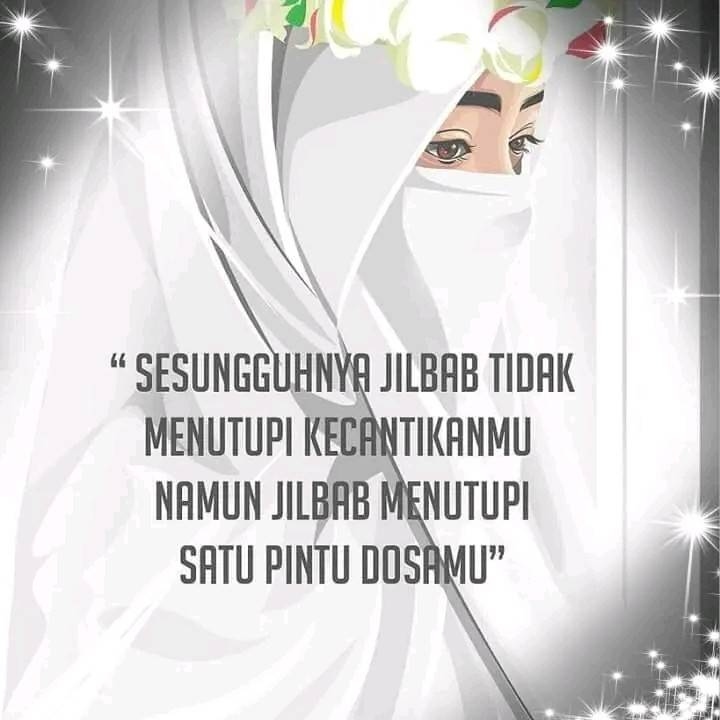 “ SESUNGGUHNYA JILBAB TIDAK
MENUTUPI KECANTIKANMU
NAMUN JILBAB MENUTUPI
SATU PINTU DOSAMU”